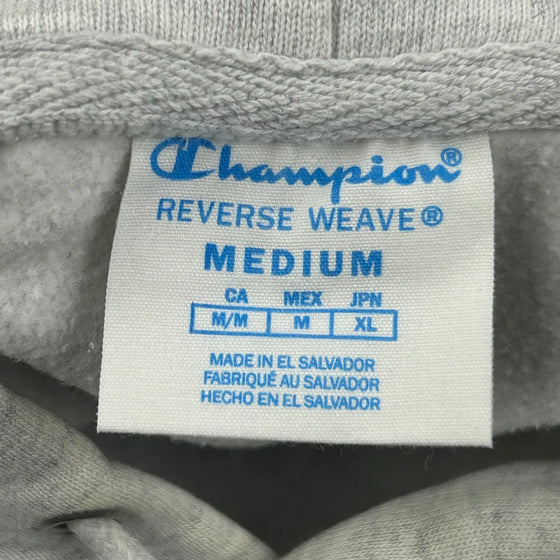 Champion®
REVERSE WEAVE®
MEDIUM
CA MEX JPN
M/M M XL
MADE IN EL SALVADOR
FABRIQUÉ AU SALVADOR
HECHO EN EL SALVADOR